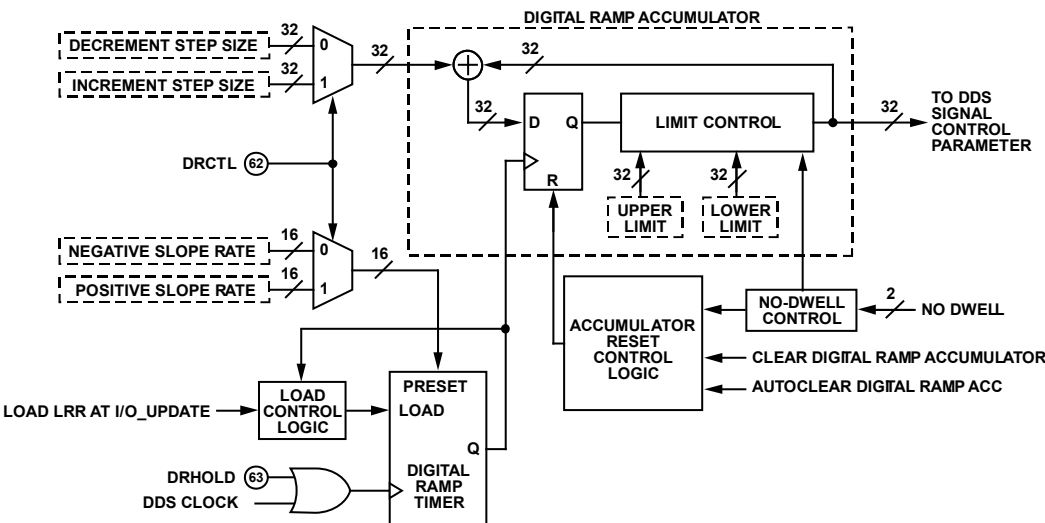 DIGITAL RAMP ACCUMULATOR
DECREMENT STEP SIZE
32
0
INCREMENT STEP SIZE
32
1
32
32
32
D
Q
R
LIMIT CONTROL
32
32
UPPER
LIMIT
LOWER
LIMIT
32
TO DDS
SIGNAL
CONTROL
PARAMETER
DRCTL
62
NEGATIVE SLOPE RATE
16
0
POSITIVE SLOPE RATE
16
1
16
ACCUMULATOR
RESET
CONTROL
LOGIC
NO-DWELL
CONTROL
2
NO DWELL
CLEAR DIGITAL RAMP ACCUMULATOR
AUTOCLEAR DIGITAL RAMP ACC
LOAD LRR AT I/O_UPDATE
LOAD
CONTROL
LOGIC
PRESET
LOAD
Q
DIGITAL
RAMP
TIMER
DRHOLD
63
DDS CLOCK